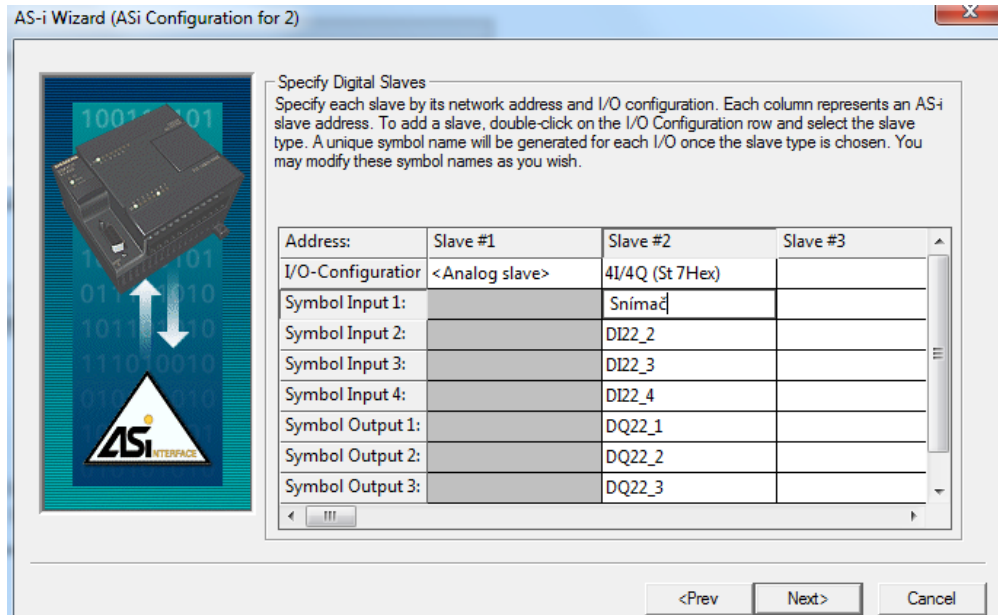 AS-i Wizard (ASi Configuration for 2)
Specify Digital Slaves
Specify each slave by its network address and I/O configuration. Each column represents an AS-i
slave address. To add a slave, double-click on the I/O Configuration row and select the slave
type. A unique symbol name will be generated for each I/O once the slave type is chosen. You
may modify these symbol names as you wish.
Address: Slave #1 Slave #2 Slave #3
I/O-Configuration <Analog slave> 4I/4Q (St 7Hex)
Symbol Input 1: Snímač
Symbol Input 2: DI22_2
Symbol Input 3: DI22_3
Symbol Input 4: DI22_4
Symbol Output 1: DQ22_1
Symbol Output 2: DQ22_2
Symbol Output 3: DQ22_3
ASi INTERFACE
<Prev Next> Cancel